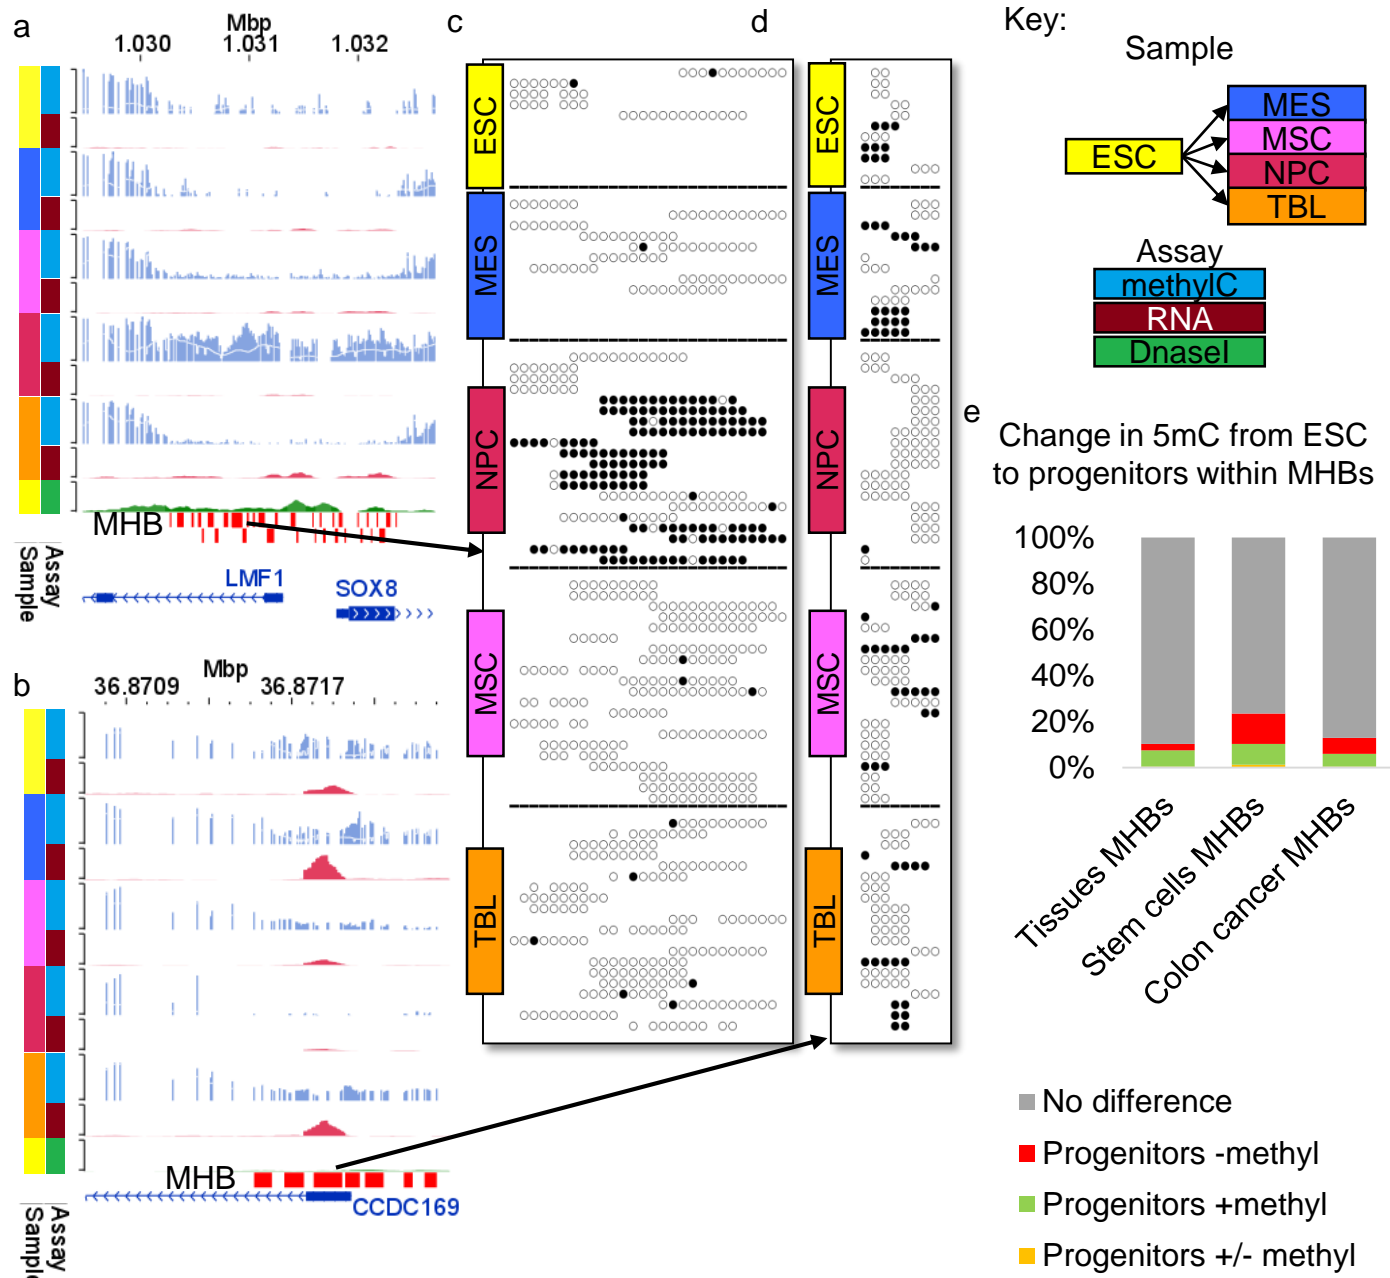 a
Mbp
1.030 1.031 1.032
MHB
LMF1
SOX8
Assay
Sample
b
Mbp
36.8709 36.8717
MHB
CCDC169
Assay
Sample
c
ESC
MES
NPC
MSC
TBL
d
ESC
MES
NPC
MSC
TBL
Key:
Sample
ESC
MES
MSC
NPC
TBL
Assay
methylC
RNA
DnaseI
e
Change in 5mC from ESC
to progenitors within MHBs
100%
80%
60%
40%
20%
0%
Tissues MHBs
Stem cells MHBs
Colon cancer MHBs
No difference
Progenitors -methyl
Progenitors +methyl
Progenitors +/- methyl